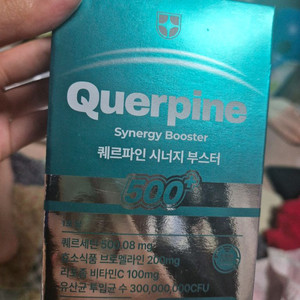 Querpine
Synergy Booster
퀘르파인 시너지 부스터
500+
퀘르세틴 50 08 mg
효소식품 브로멜라인 200mg
비타민C 100mg
유산균 투입균 수 300,000,000CFU